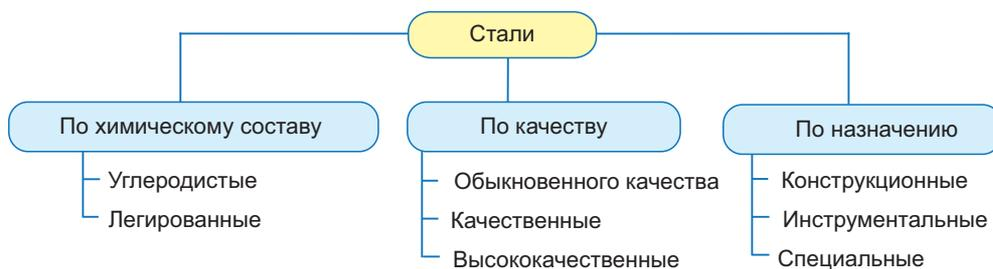 Стали
По химическому составу
Углеродистые
Легированные
По качеству
Обыкновенного качества
Качественные
Высококачественные
По назначению
Конструкционные
Инструментальные
Специальные